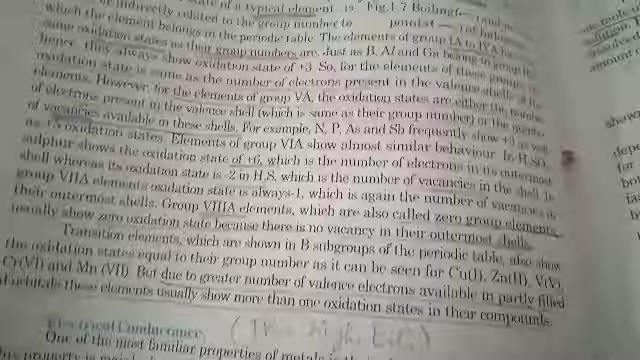 state of a typical element is
or indirectly related to the group number to
which the element belongs in the periodic table. The elements of group IA to IVA have
same oxidation states as their group numbers are. Just as B, Al and Ga belong to group
hence, they always show oxidation state of +3. So, for the elements of these groups
oxidation state is same as the number of electrons present in the valence shells of the
elements. However, for the elements of group VA, the oxidation states are either the number
of electrons present in the valence shell (which is same as their group number) or the number
of vacancies available in these shells. For example, N, P, As and Sb frequently show +3 as well
as +5 oxidation states. Elements of group VIA show almost similar behaviour. In H₂SO₄
sulphur shows the oxidation state of +6, which is the number of electrons in its outermost
shell whereas its oxidation state is -2 in H₂S, which is the number of vacancies in the shell. In
group VIIA elements oxidation state is always-1, which is again the number of vacancies in
their outermost shells. Group VIIIA elements, which are also called zero group elements,
usually show zero oxidation state because there is no vacancy in their outermost shells.
Transition elements, which are shown in B subgroups of the periodic table, also show
the oxidation states equal to their group number as it can be seen for Cu(I), Zn(II), V(V),
Cr(VI) and Mn (VII). But due to greater number of valence electrons available in partly filled
d-orbitals these elements usually show more than one oxidation states in their compounds.
Electrical Conductance
One of the most familiar properties of metals is